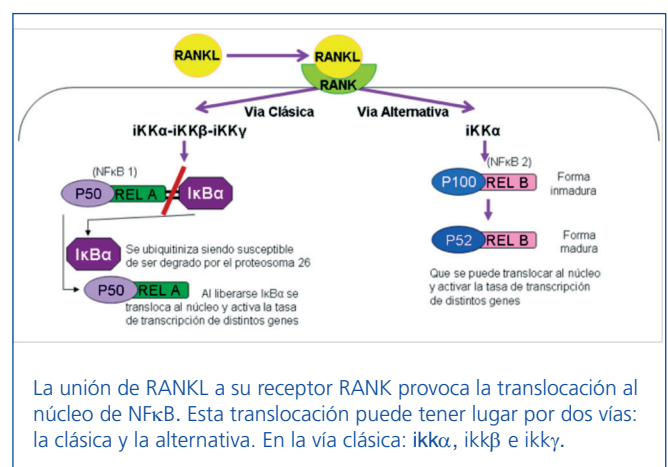 RANKL
RANKL
RANK
Via Clásica
Via Alternativa
iKKα-iKKβ-iKKγ
iKKα
(NFκB 1)
P50 REL A IκBα
(NFκB 2)
P100 REL B
Forma
inmadura
IκBα
Se ubiquitiniza siendo susceptible
de ser degrado por el proteosoma 26
P52 REL B
Forma
madura
P50 REL A
Al liberarse IκBα se
transloca al núcleo y activa la tasa
de transcripción de distintos genes
Que se puede translocar al núcleo
y activar la tasa de transcripción
de distintos genes
La unión de RANKL a su receptor RANK provoca la translocación al
núcleo de NFκB. Esta translocación puede tener lugar por dos vías:
la clásica y la alternativa. En la vía clásica: ikkα, ikkβ e ikkγ.